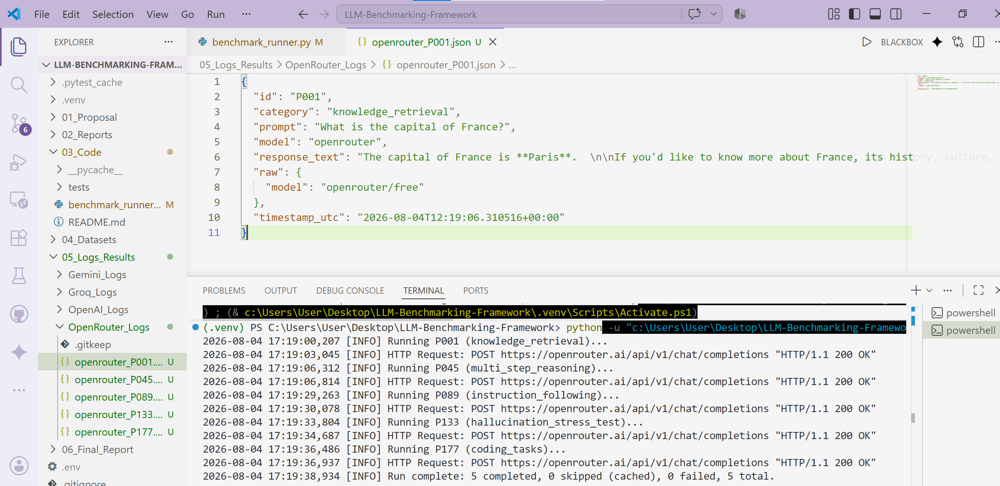 File Edit Selection View Go Run ...
LLM-Benchmarking-Framework
EXPLORER
LLM-BENCHMARKING-FRAM...
.pytest_cache
.venv
01_Proposal
02_Reports
03_Code
__pycache__
tests
benchmark_runner... M
README.md
04_Datasets
05_Logs_Results
Gemini_Logs
Groq_Logs
OpenAI_Logs
OpenRouter_Logs
.gitkeep
openrouter_P001.... U
openrouter_P045.... U
openrouter_P089.... U
openrouter_P133.... U
openrouter_P177.... U
06_Final_Report
.env
.gitignore
6
benchmark_runner.py M
{} openrouter_P001.json U
BLACKBOX
05_Logs_Results > OpenRouter_Logs > {} openrouter_P001.json > ...
1 {
2 "id": "P001",
3 "category": "knowledge_retrieval",
4 "prompt": "What is the capital of France?",
5 "model": "openrouter",
6 "response_text": "The capital of France is **Paris**.  \n\nIf you'd like to know more about France, its history, culture,
7 "raw": {
8 "model": "openrouter/free"
9 },
10 "timestamp_utc": "2026-08-04T12:19:06.310516+00:00"
11 }
PROBLEMS OUTPUT DEBUG CONSOLE TERMINAL PORTS
) ; (& c:\Users\User\Desktop\LLM-Benchmarking-Framework\.venv\Scripts\Activate.ps1)
(.venv) PS C:\Users\User\Desktop\LLM-Benchmarking-Framework> python -u "c:\Users\User\Desktop\LLM-Benchmarking-Framewo
2026-08-04 17:19:00,207 [INFO] Running P001 (knowledge_retrieval)...
2026-08-04 17:19:03,045 [INFO] HTTP Request: POST https://openrouter.ai/api/v1/chat/completions "HTTP/1.1 200 OK"
2026-08-04 17:19:06,312 [INFO] Running P045 (multi_step_reasoning)...
2026-08-04 17:19:06,814 [INFO] HTTP Request: POST https://openrouter.ai/api/v1/chat/completions "HTTP/1.1 200 OK"
2026-08-04 17:19:29,263 [INFO] Running P089 (instruction_following)...
2026-08-04 17:19:30,078 [INFO] HTTP Request: POST https://openrouter.ai/api/v1/chat/completions "HTTP/1.1 200 OK"
2026-08-04 17:19:33,804 [INFO] Running P133 (hallucination_stress_test)...
2026-08-04 17:19:34,687 [INFO] HTTP Request: POST https://openrouter.ai/api/v1/chat/completions "HTTP/1.1 200 OK"
2026-08-04 17:19:36,486 [INFO] Running P177 (coding_tasks)...
2026-08-04 17:19:36,937 [INFO] HTTP Request: POST https://openrouter.ai/api/v1/chat/completions "HTTP/1.1 200 OK"
2026-08-04 17:19:38,934 [INFO] Run complete: 5 completed, 0 skipped (cached), 0 failed, 5 total.
powershell
powershell